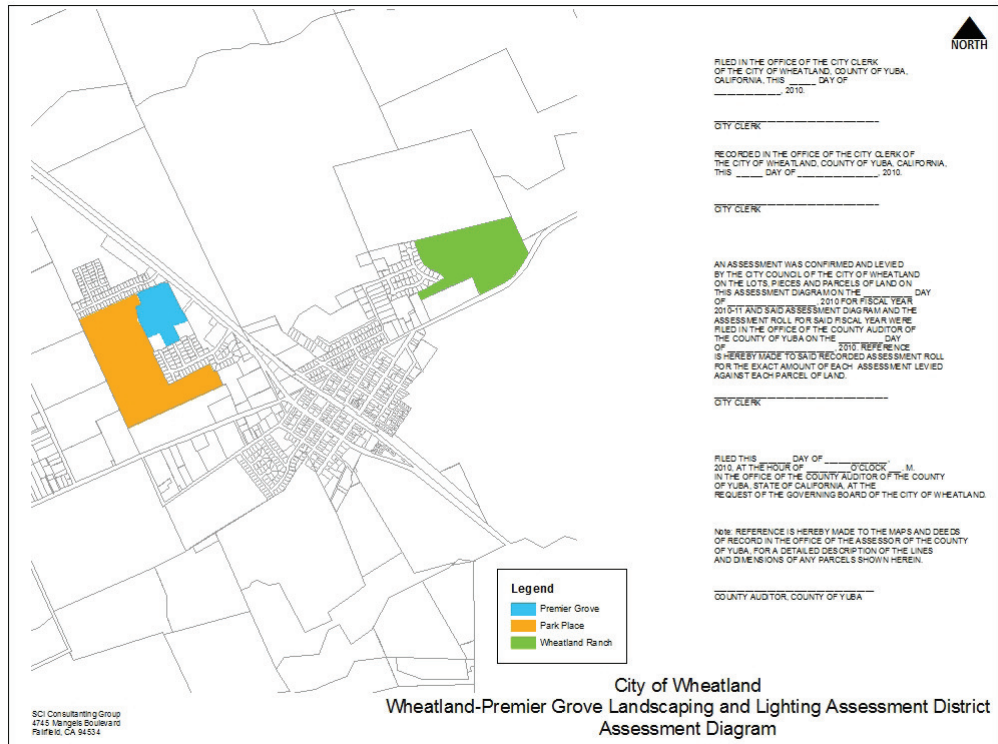 NORTH
FILED IN THE OFFICE OF THE CITY CLERK
OF THE CITY OF WHEATLAND, COUNTY OF YUBA,
CALIFORNIA, THIS ______ DAY OF
_______________, 2010.
CITY CLERK
RECORDED IN THE OFFICE OF THE CITY CLERK OF
THE CITY OF WHEATLAND, COUNTY OF YUBA, CALIFORNIA,
THIS ______ DAY OF __________________, 2010.
CITY CLERK
AN ASSESSMENT WAS CONFIRMED AND LEVIED
BY THE CITY COUNCIL OF THE CITY OF WHEATLAND
ON THE LOTS, PIECES AND PARCELS OF LAND ON
THIS ASSESSMENT DIAGRAM ON THE ____________ DAY
OF ____________________, 2010 FOR FISCAL YEAR
2010-11 AND SAID ASSESSMENT DIAGRAM AND THE
ASSESSMENT ROLL FOR SAID FISCAL YEAR WERE
FILED IN THE OFFICE OF THE COUNTY AUDITOR OF
THE COUNTY OF YUBA ON THE __________ DAY
OF ________________________, 2010. REFERENCE
IS HEREBY MADE TO SAID RECORDED ASSESSMENT ROLL
FOR THE EXACT AMOUNT OF EACH ASSESSMENT LEVIED
AGAINST EACH PARCEL OF LAND.
CITY CLERK
FILED THIS _______ DAY OF ______________,
2010, AT THE HOUR OF __________O'CLOCK ___. M.
IN THE OFFICE OF THE COUNTY AUDITOR OF THE COUNTY
OF YUBA, STATE OF CALIFORNIA, AT THE
REQUEST OF THE GOVERNING BOARD OF THE CITY OF WHEATLAND.
Note: REFERENCE IS HEREBY MADE TO THE MAPS AND DEEDS
OF RECORD IN THE OFFICE OF THE ASSESSOR OF THE COUNTY
OF YUBA, FOR A DETAILED DESCRIPTION OF THE LINES
AND DIMENSIONS OF ANY PARCELS SHOWN HEREIN.
COUNTY AUDITOR, COUNTY OF YUBA
Legend
Premier Grove
Park Place
Wheatland Ranch
City of Wheatland
Wheatland-Premier Grove Landscaping and Lighting Assessment District
Assessment Diagram
SCI Consultanting Group
4745 Mangels Boulevard
Fairfield, CA 94534